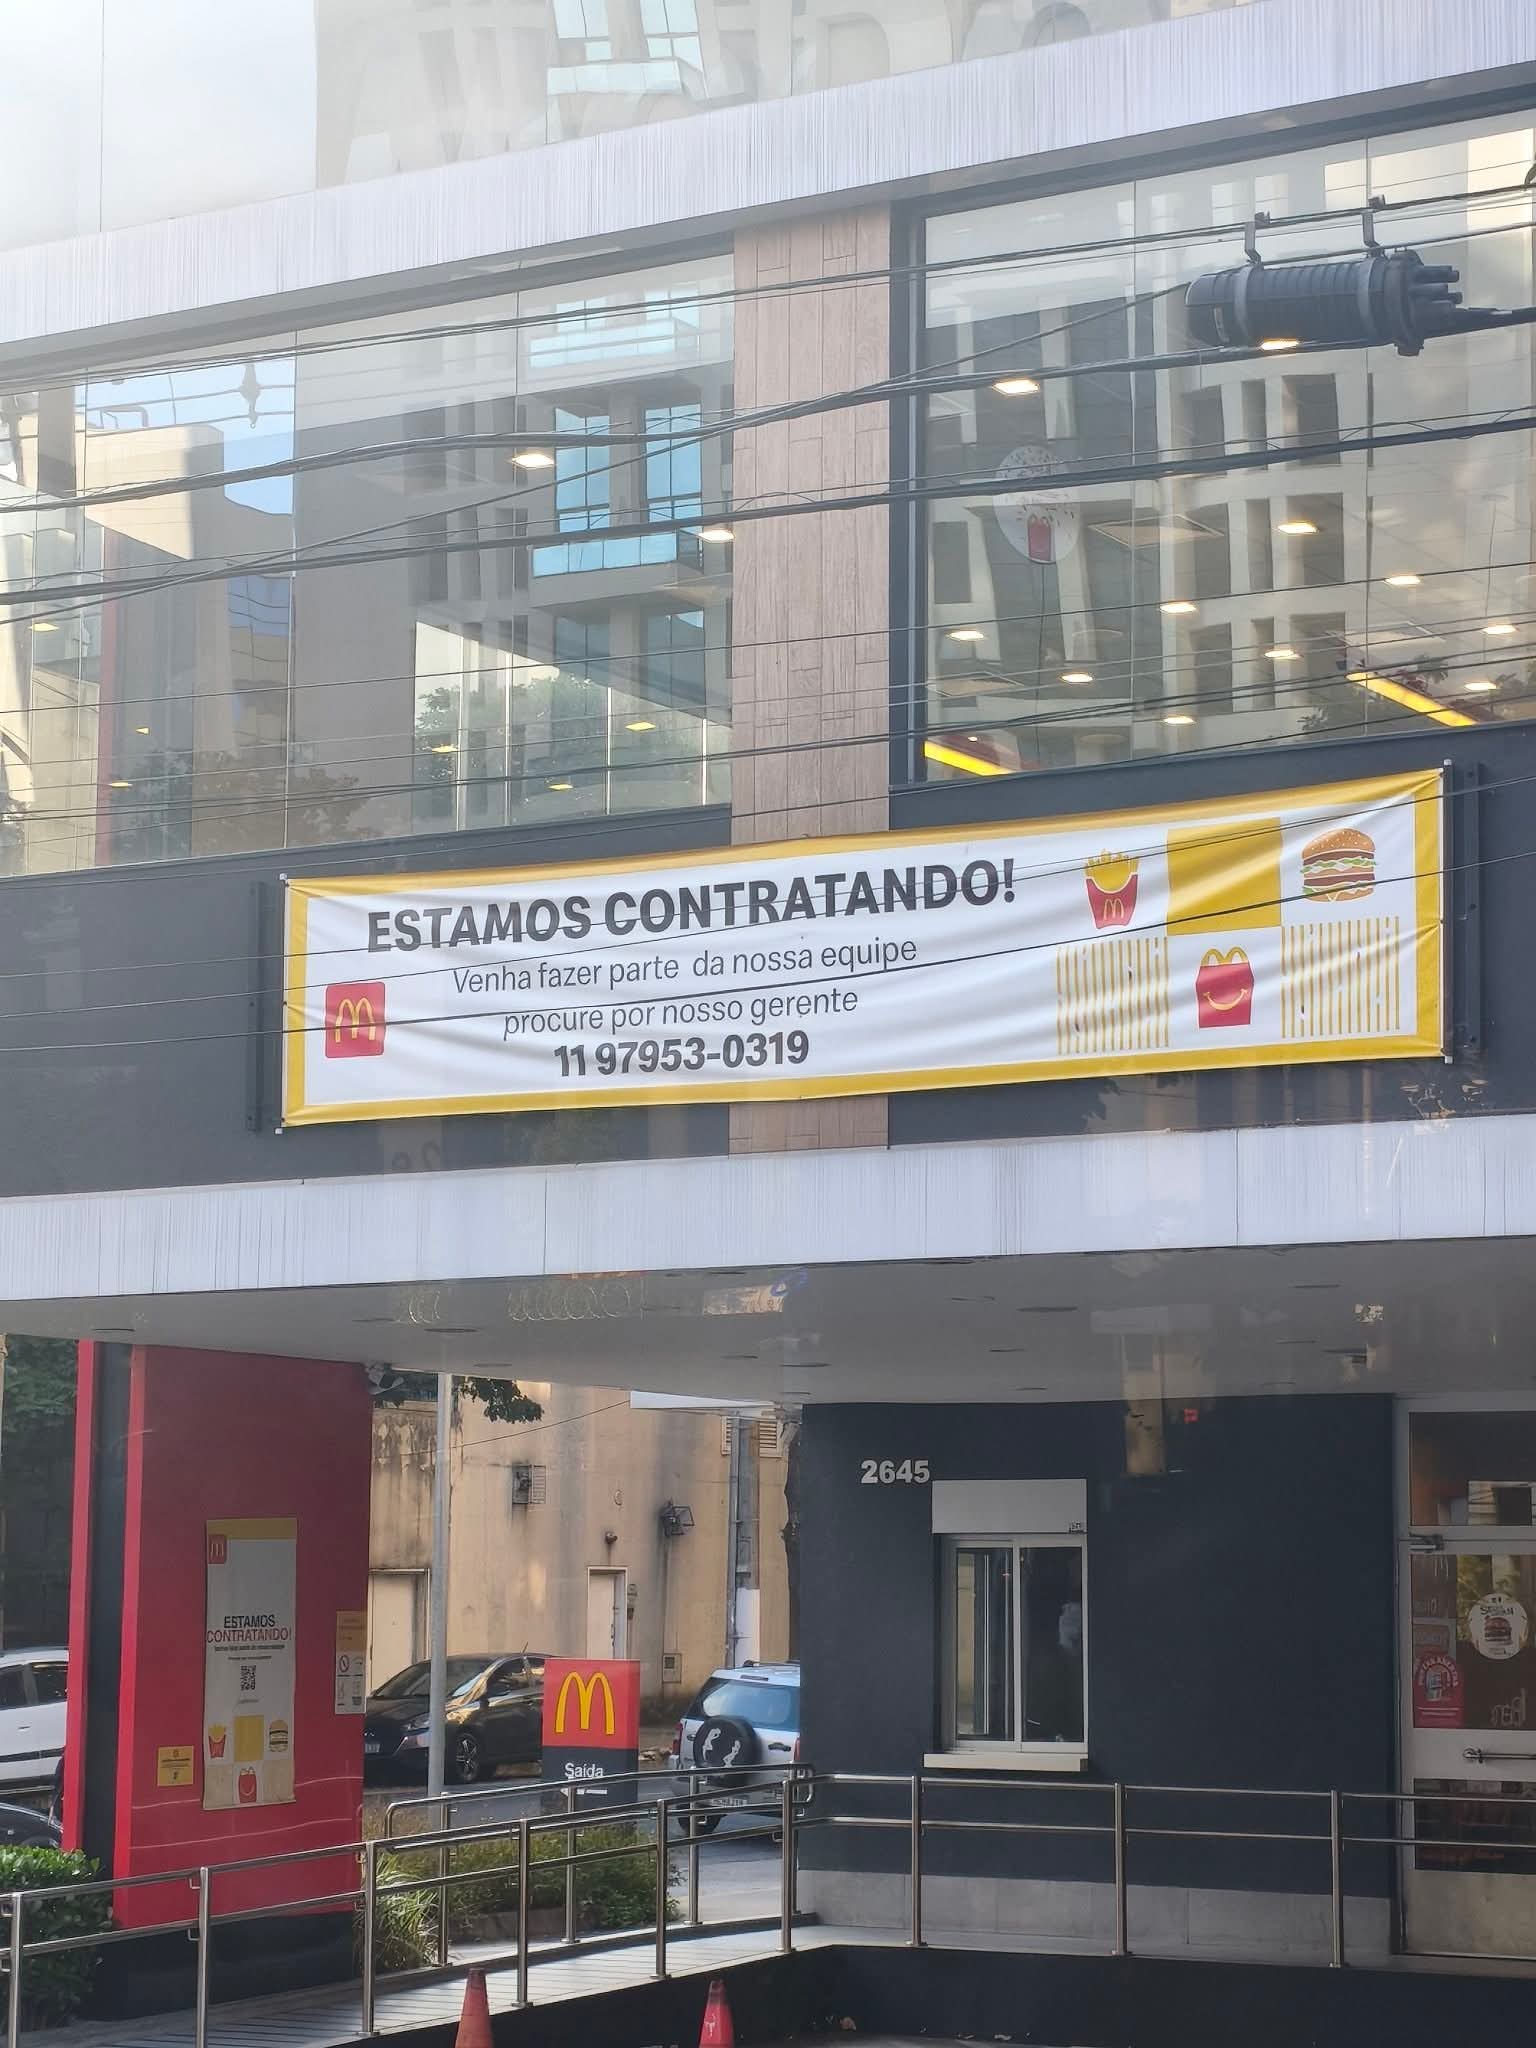 ESTAMOS CONTRATANDO!
Venha fazer parte da nossa equipe
procure por nosso gerente
11 97953-0319
2645
ESTAMOS
CONTRATANDO!
Saída